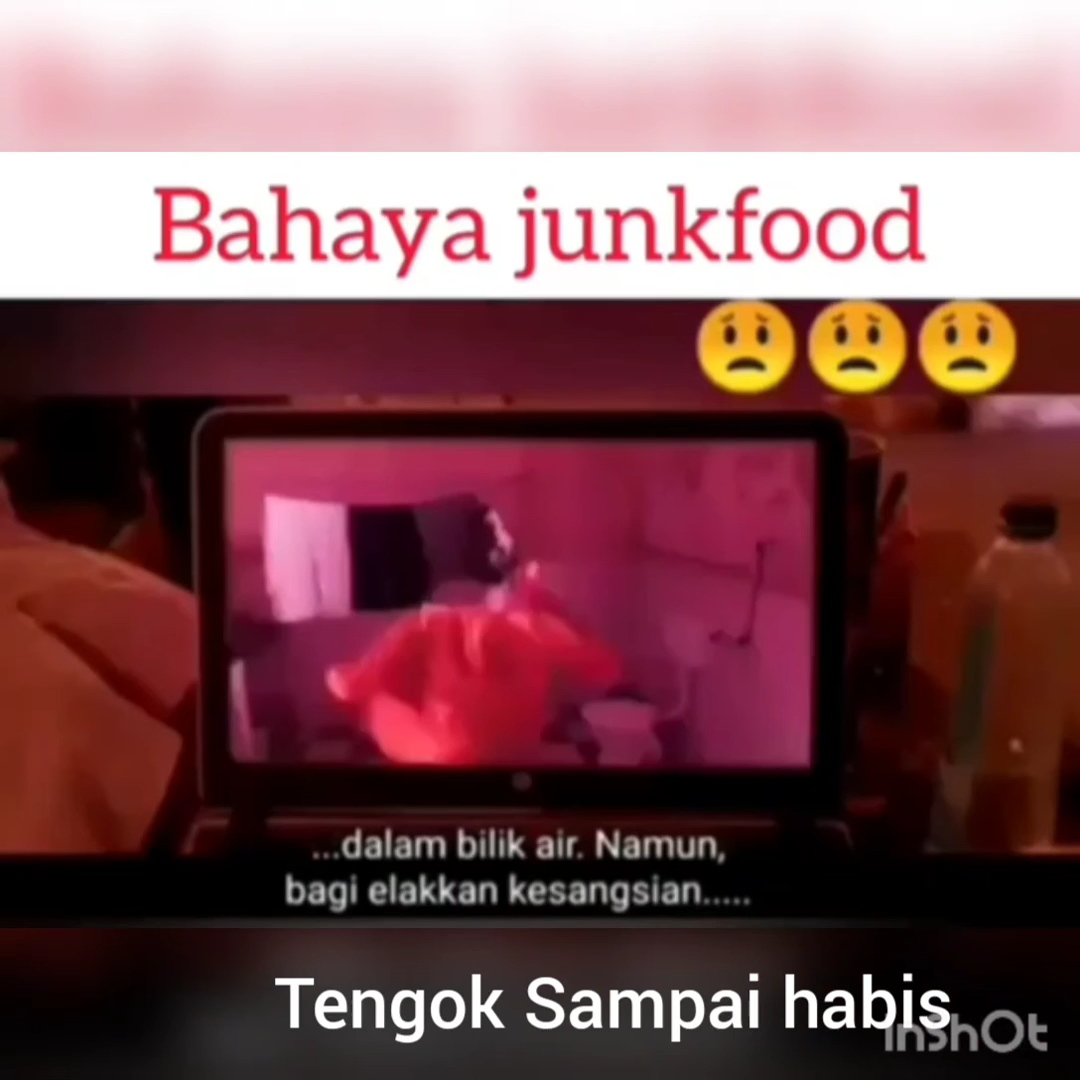 Bahaya junkfood
...dalam bilik air. Namun,
bagi elakkan kesangsian.....
Tengok Sampai habis
InShOt